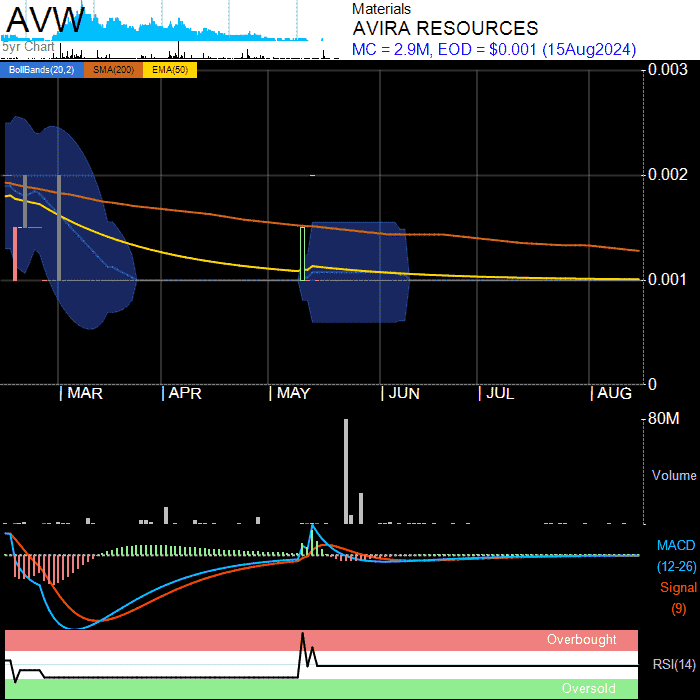 AVW
5yr Chart
Materials
AVIRA RESOURCES
MC = 2.9M, EOD = $0.001 (15Aug2024)
BollBands(20,2) SMA(200) EMA(50)
0.003
0.002
0.001
0
MAR APR MAY JUN JUL AUG
80M
Volume
MACD
(12-26)
Signal
(9)
Overbought
RSI(14)
Oversold